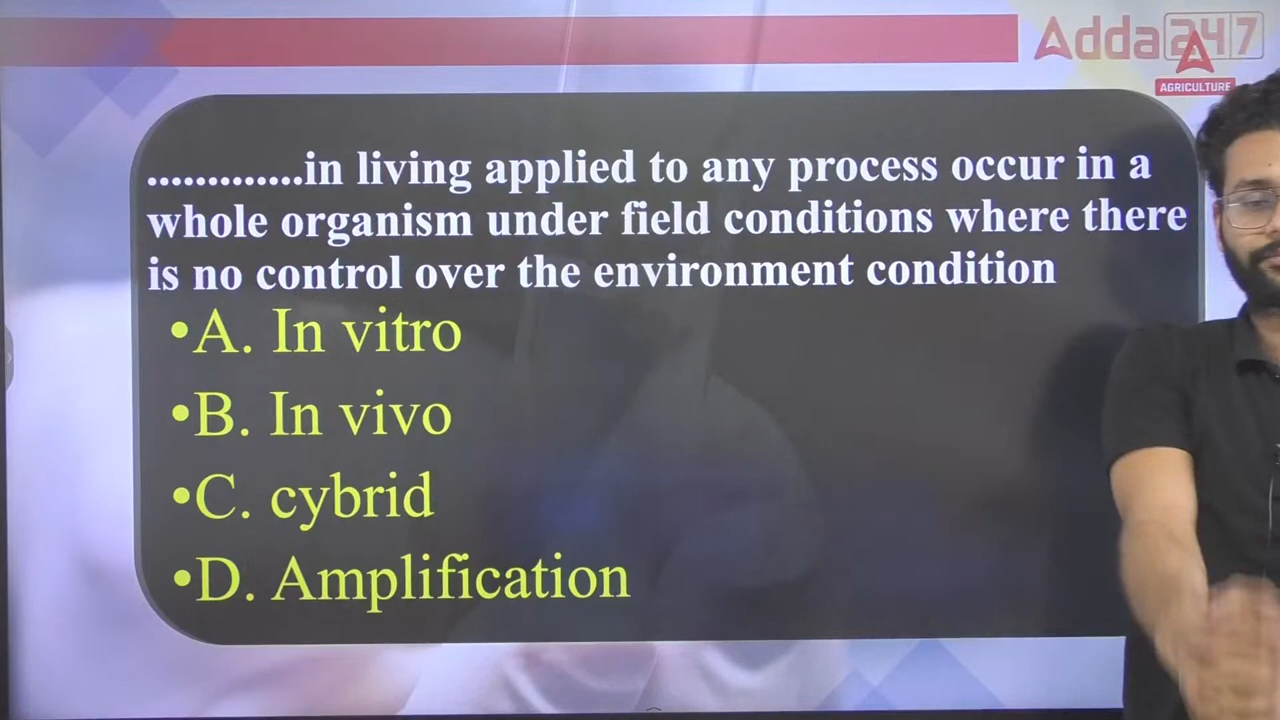 Adda247
AGRICULTURE
.............in living applied to any process occur in a
whole organism under field conditions where there
is no control over the environment condition
•A. In vitro
•B. In vivo
•C. cybrid
•D. Amplification